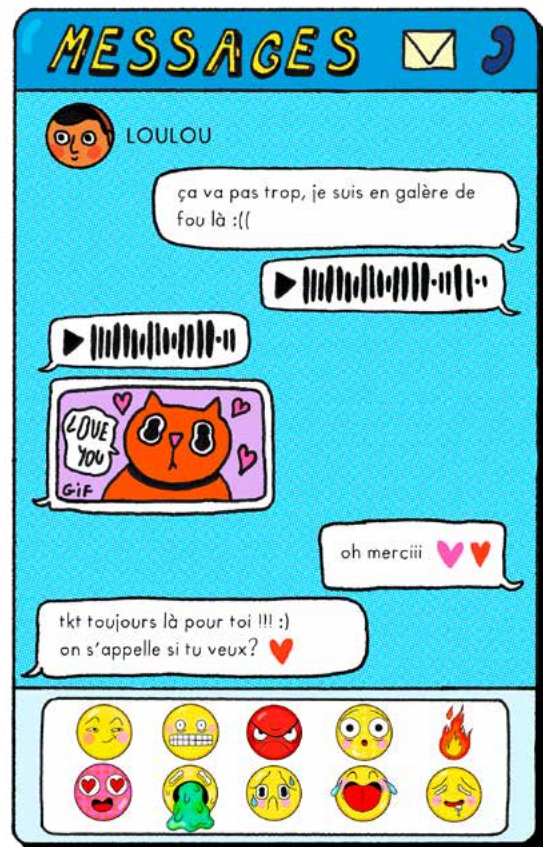 MESSAGES
LOULOU
ça va pas trop, je suis en galère de
fou là :((
LOVE
YOU
GiF
oh merciii
tkt toujours là pour toi !!! :)
on s'appelle si tu veux?